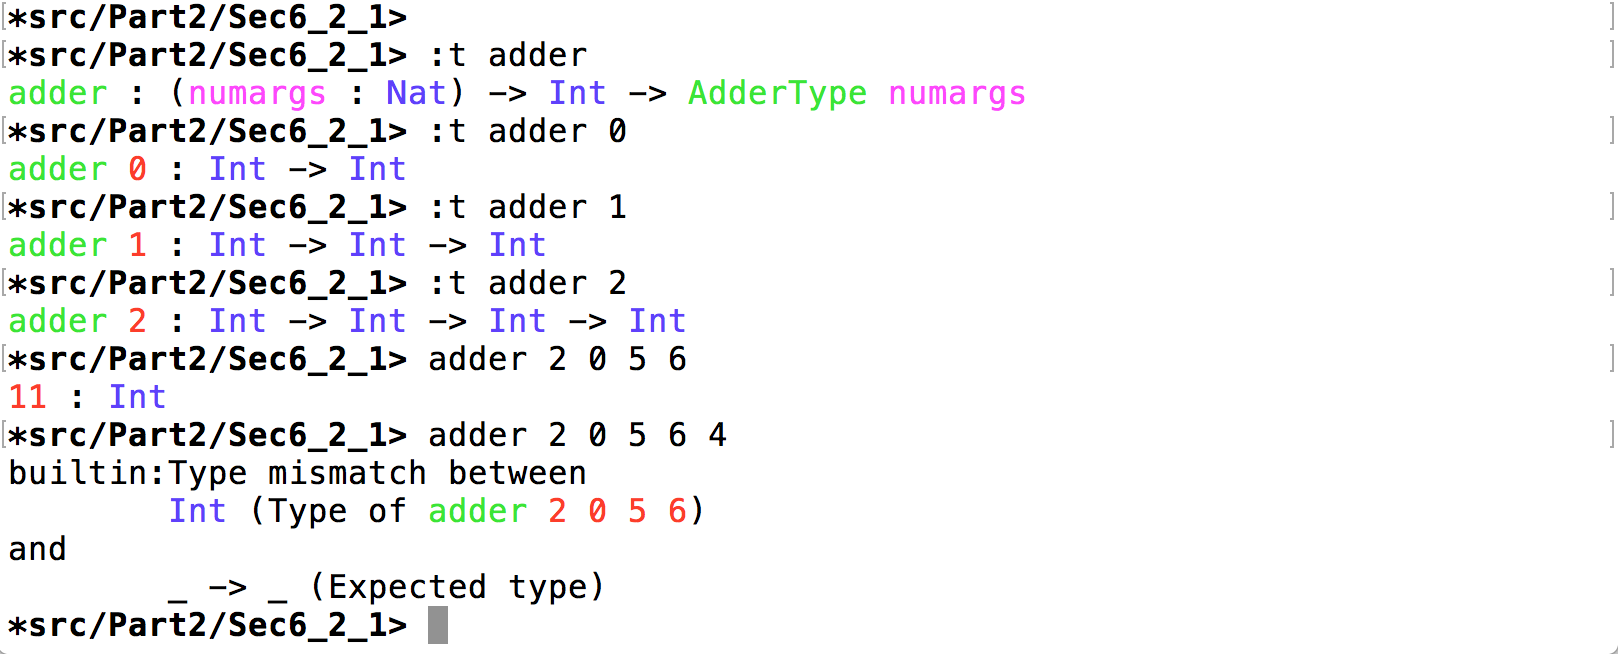 *src/Part2/Sec6_2_1>
*src/Part2/Sec6_2_1> :t adder
adder : (numargs : Nat) -> Int -> AdderType numargs
*src/Part2/Sec6_2_1> :t adder 0
adder 0 : Int -> Int
*src/Part2/Sec6_2_1> :t adder 1
adder 1 : Int -> Int -> Int
*src/Part2/Sec6_2_1> :t adder 2
adder 2 : Int -> Int -> Int -> Int
*src/Part2/Sec6_2_1> adder 2 0 5 6
11 : Int
*src/Part2/Sec6_2_1> adder 2 0 5 6 4
builtin:Type mismatch between
        Int (Type of adder 2 0 5 6)
and
        _ -> _ (Expected type)
*src/Part2/Sec6_2_1>